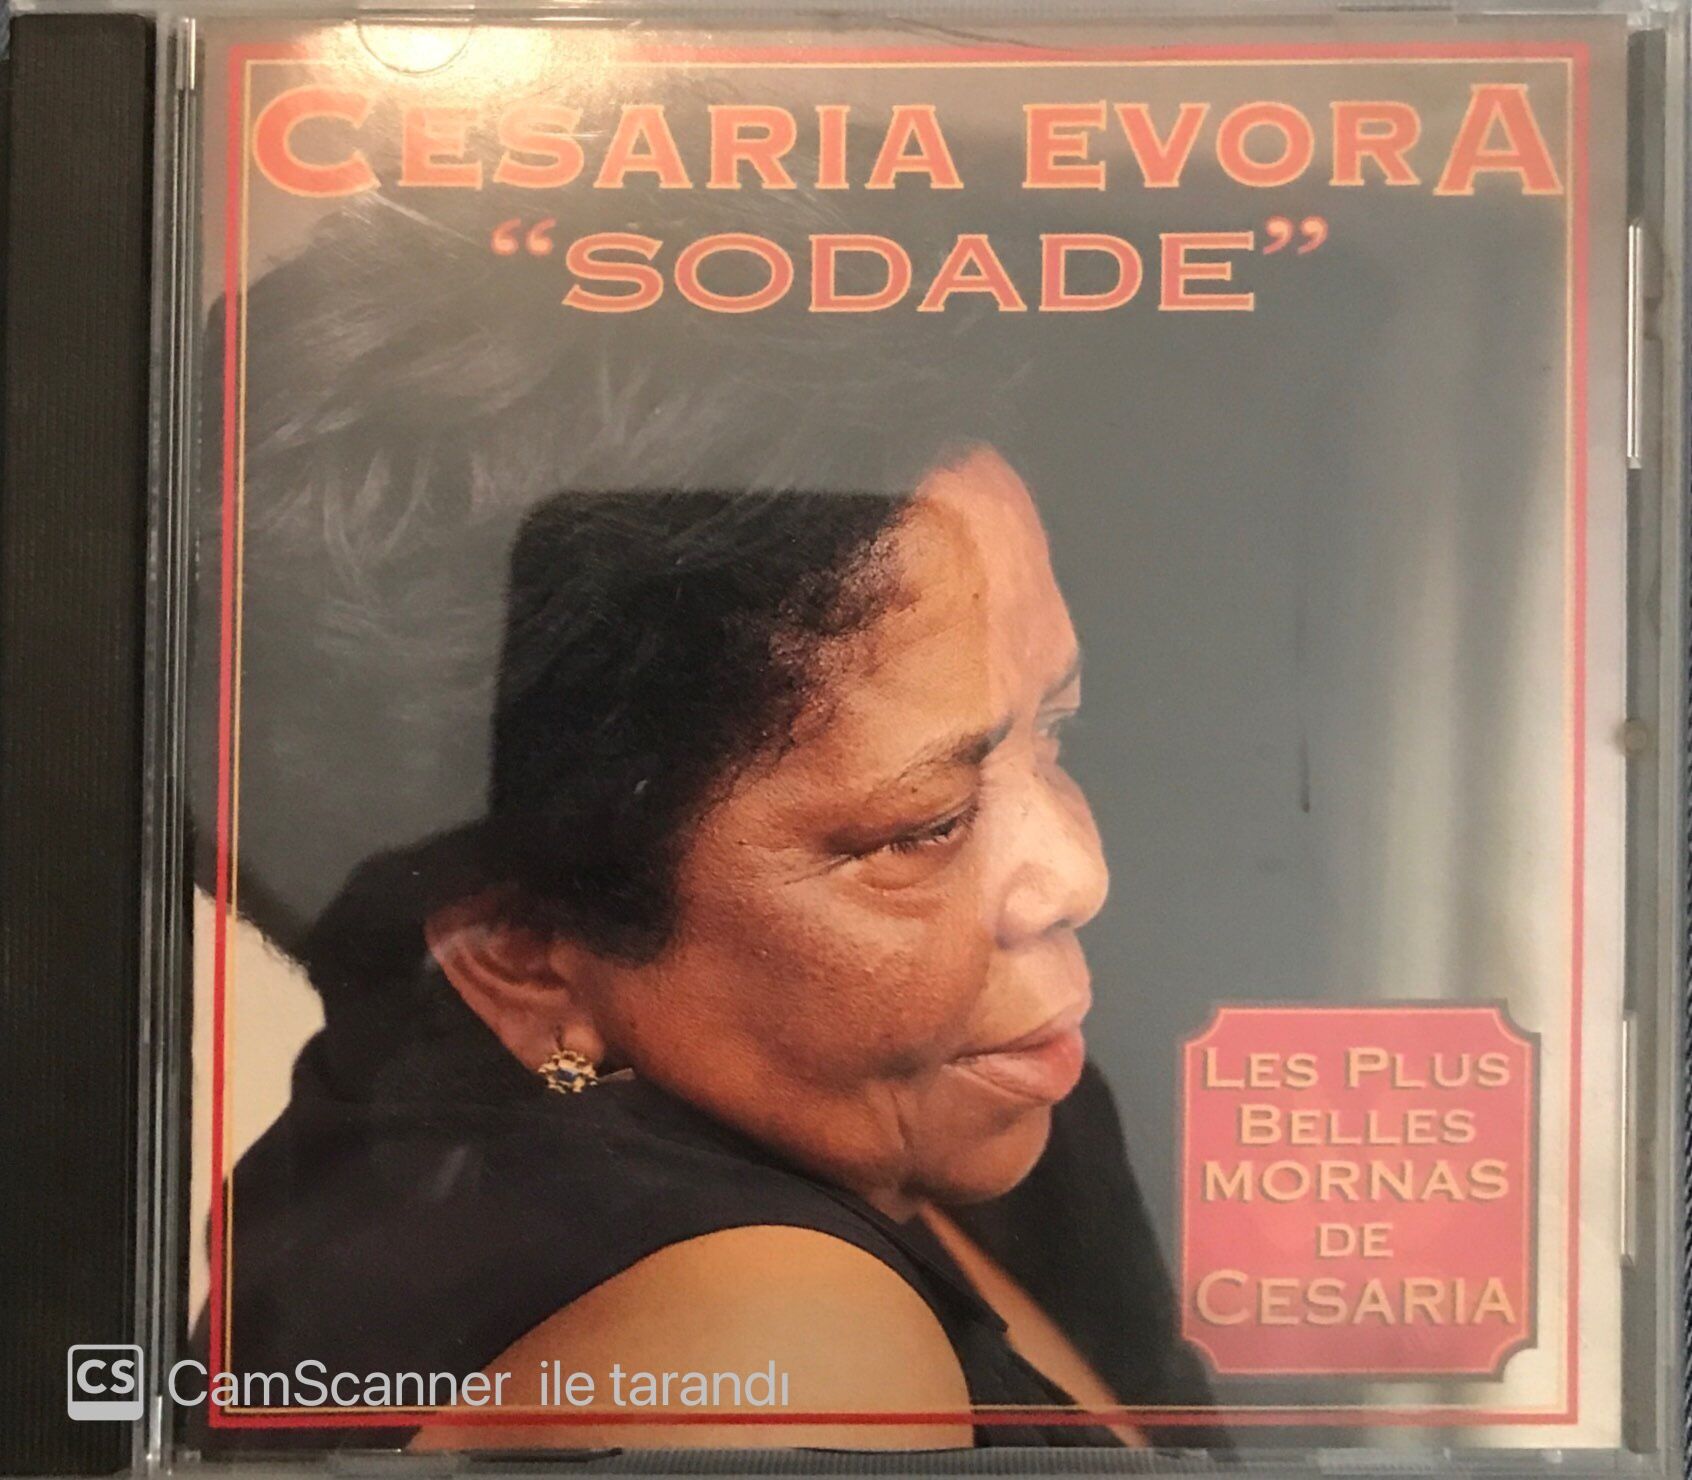 CESARIA EVORA
“SODADE”
LES PLUS
BELLES
MORNAS
DE
CESARIA
CS CamScanner ile tarandı